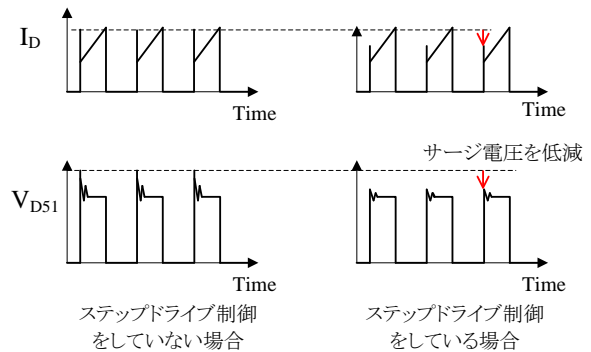 I_D
Time
Time
サージ電圧を低減
V_D51
Time
Time
ステップドライブ制御
をしていない場合
ステップドライブ制御
をしている場合